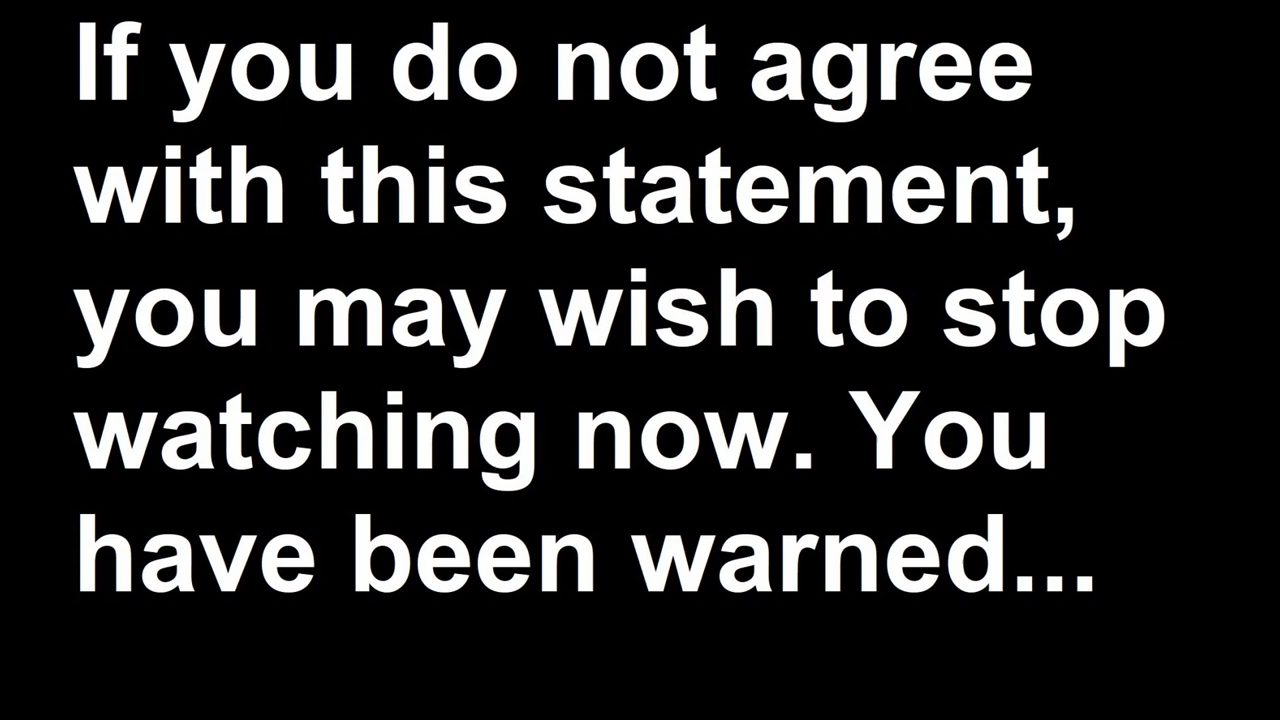 If you do not agree
with this statement,
you may wish to stop
watching now. You
have been warned...